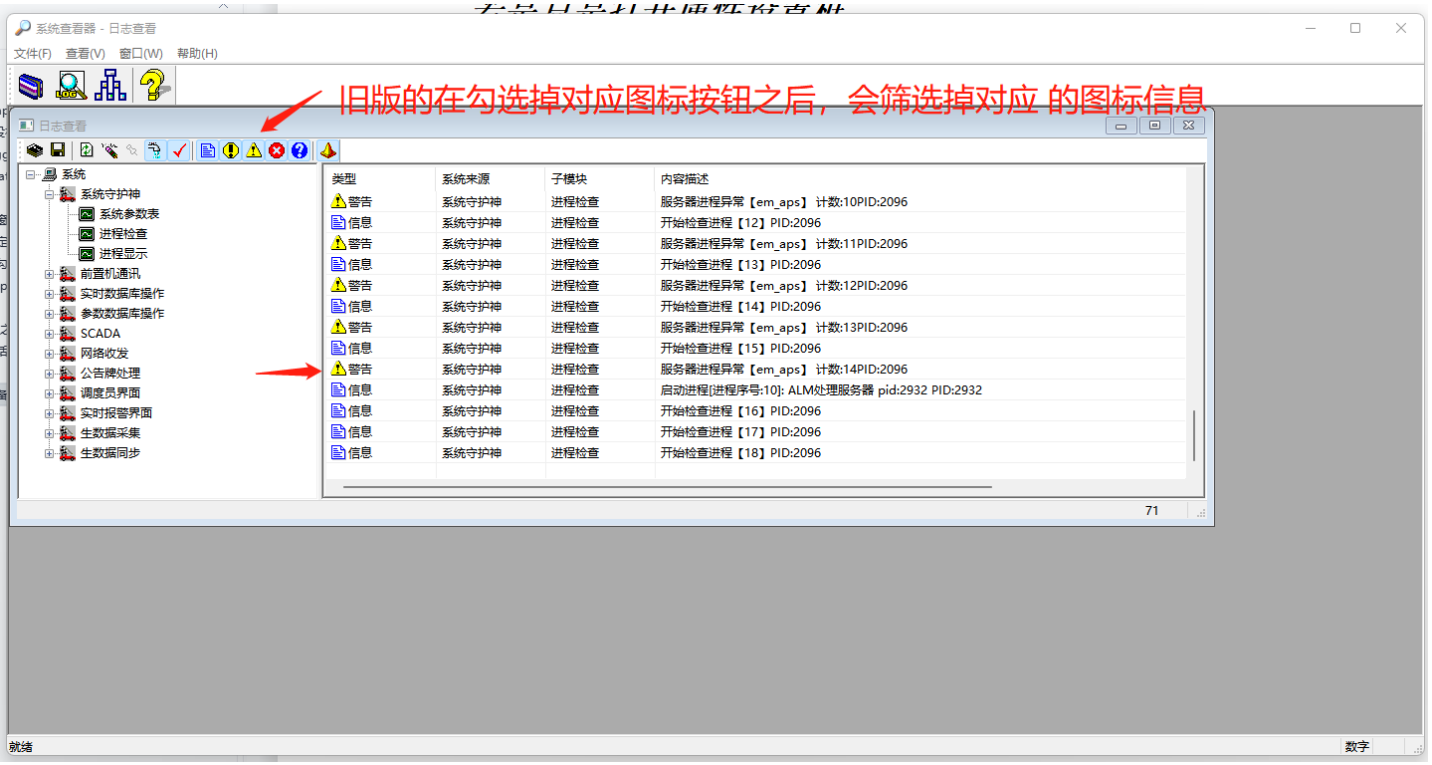 系统查看器 - 日志查看
文件(F) 查看(V) 窗口(W) 帮助(H)
LOG
旧版的在勾选掉对应图标按钮之后，会筛选掉对应 的图标信息
日志查看
系统
系统守护神
系统参数表
进程检查
进程显示
前置机通讯
实时数据库操作
参数数据库操作
SCADA
网络收发
公告牌处理
调度员界面
实时报警界面
生数据采集
生数据同步
类型 系统来源 子模块 内容描述
警告 系统守护神 进程检查 服务器进程异常【em_aps】 计数:10PID:2096
信息 系统守护神 进程检查 开始检查进程【12】PID:2096
警告 系统守护神 进程检查 服务器进程异常【em_aps】 计数:11PID:2096
信息 系统守护神 进程检查 开始检查进程【13】PID:2096
警告 系统守护神 进程检查 服务器进程异常【em_aps】 计数:12PID:2096
信息 系统守护神 进程检查 开始检查进程【14】PID:2096
警告 系统守护神 进程检查 服务器进程异常【em_aps】 计数:13PID:2096
信息 系统守护神 进程检查 开始检查进程【15】PID:2096
警告 系统守护神 进程检查 服务器进程异常【em_aps】 计数:14PID:2096
信息 系统守护神 进程检查 启动进程[进程序号:10]: ALM处理服务器 pid:2932 PID:2932
信息 系统守护神 进程检查 开始检查进程【16】PID:2096
信息 系统守护神 进程检查 开始检查进程【17】PID:2096
信息 系统守护神 进程检查 开始检查进程【18】PID:2096
71
就绪 数字